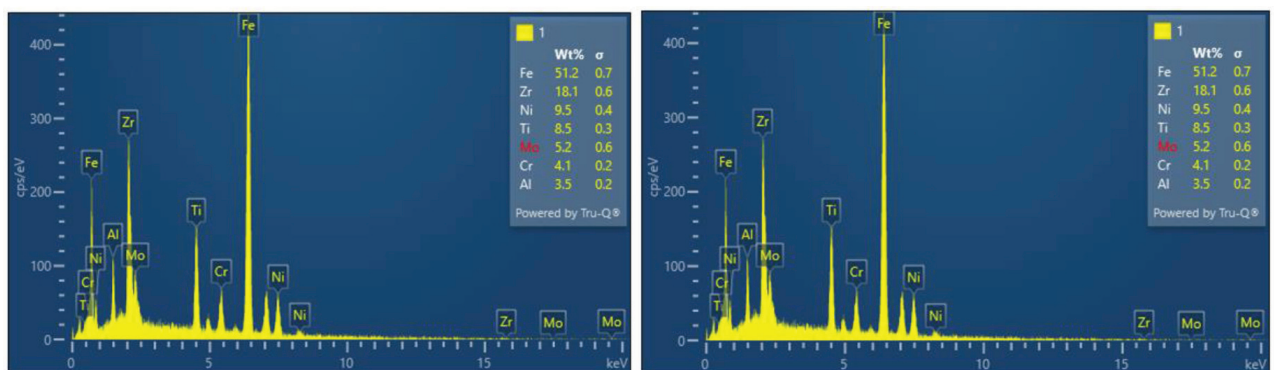 400
300
200
100
0
cps/eV
Fe
Zr
Fe
Al
Ni
Mo
Cr
Ti
Ti
Cr
Ni
Ni
Zr
Mo
Mo
0
5
10
15
keV
1
Wt% σ
Fe 51.2 0.7
Zr 18.1 0.6
Ni 9.5 0.4
Ti 8.5 0.3
Mo 5.2 0.6
Cr 4.1 0.2
Al 3.5 0.2
Powered by Tru-Q®
400
300
200
100
0
cps/eV
Fe
Zr
Fe
Al
Ni
Mo
Cr
Ti
Ti
Cr
Ni
Ni
Zr
Mo
Mo
0
5
10
15
keV
1
Wt% σ
Fe 51.2 0.7
Zr 18.1 0.6
Ni 9.5 0.4
Ti 8.5 0.3
Mo 5.2 0.6
Cr 4.1 0.2
Al 3.5 0.2
Powered by Tru-Q®